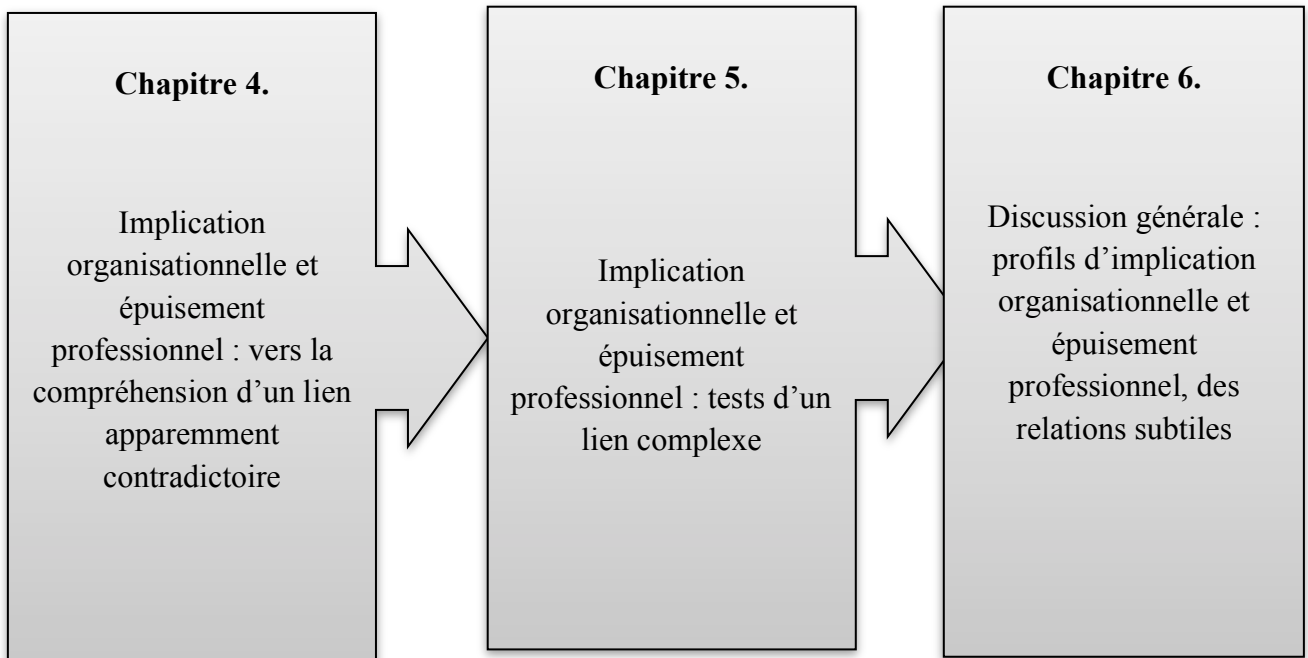 Chapitre 4.
Implication
organisationnelle et
épuisement
professionnel : vers la
compréhension d’un lien
apparemment
contradictoire
Chapitre 5.
Implication
organisationnelle et
épuisement
professionnel : tests d’un
lien complexe
Chapitre 6.
Discussion générale :
profils d’implication
organisationnelle et
épuisement
professionnel, des
relations subtiles